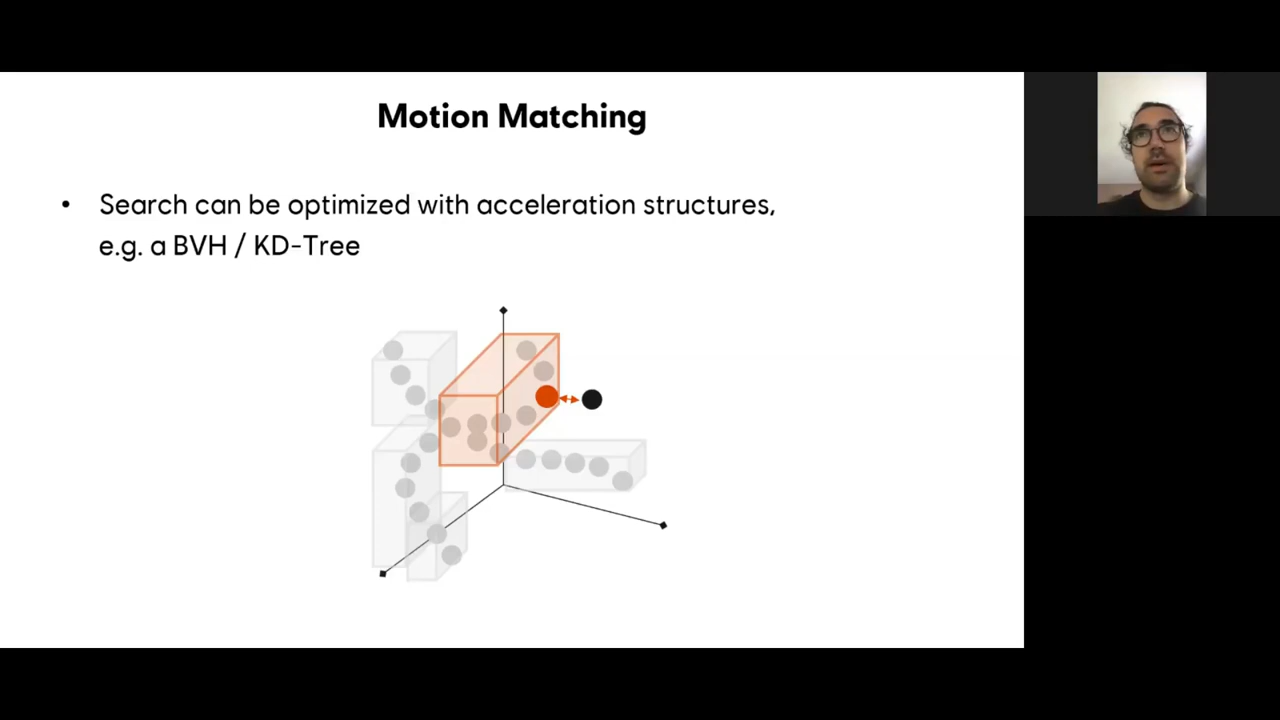 Motion Matching
• Search can be optimized with acceleration structures,
e.g. a BVH / KD-Tree